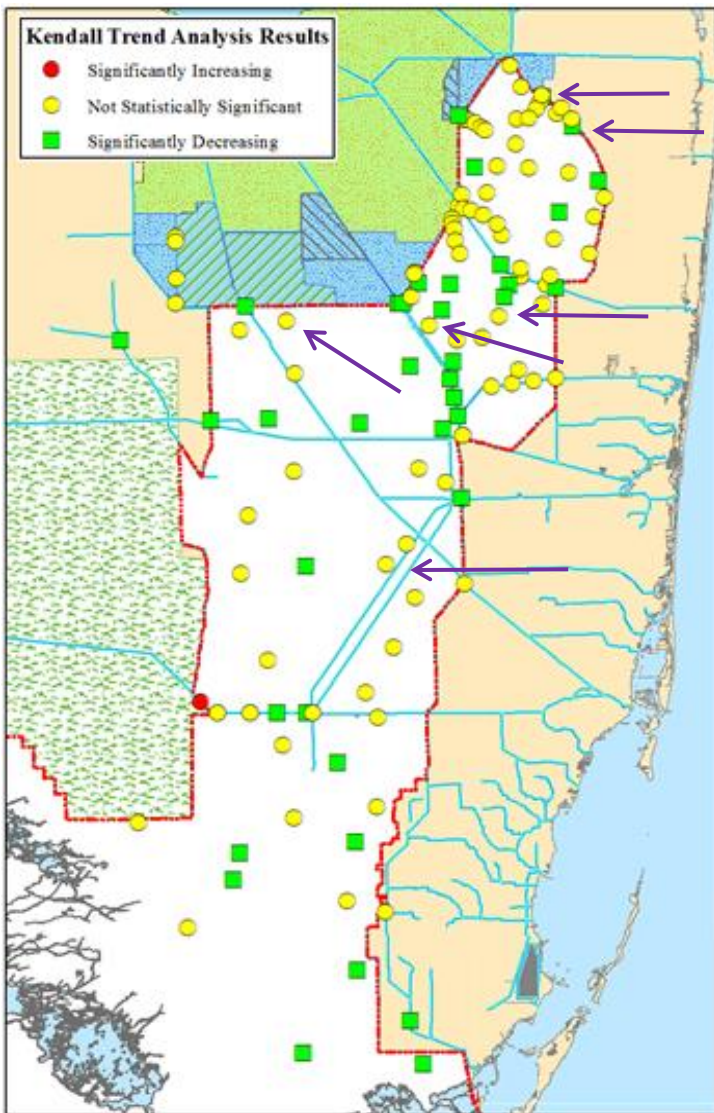 Kendall Trend Analysis Results
Significantly Increasing
Not Statistically Significant
Significantly Decreasing